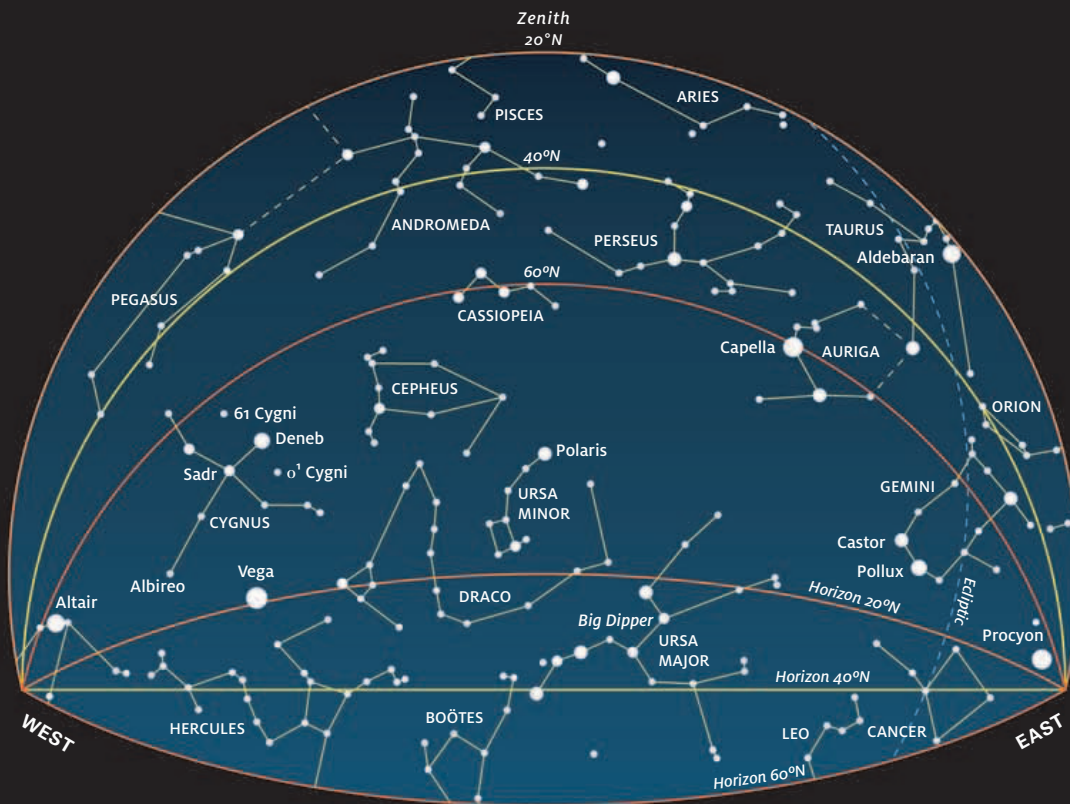 Zenith
20°N
ARIES
PISCES
40°N
ANDROMEDA
PERSEUS
TAURUS
Aldebaran
60°N
PEGASUS
CASSIOPEIA
Capella
AURIGA
CEPHEUS
ORION
61 Cygni
Deneb
Sadr
o¹ Cygni
Polaris
GEMINI
URSA
MINOR
CYGNUS
Castor
Pollux
Albireo
Vega
Altair
DRACO
Horizon 20°N
Ecliptic
Big Dipper
URSA
MAJOR
Procyon
Horizon 40°N
WEST
HERCULES
BOÖTES
LEO
CANCER
EAST
Horizon 60°N